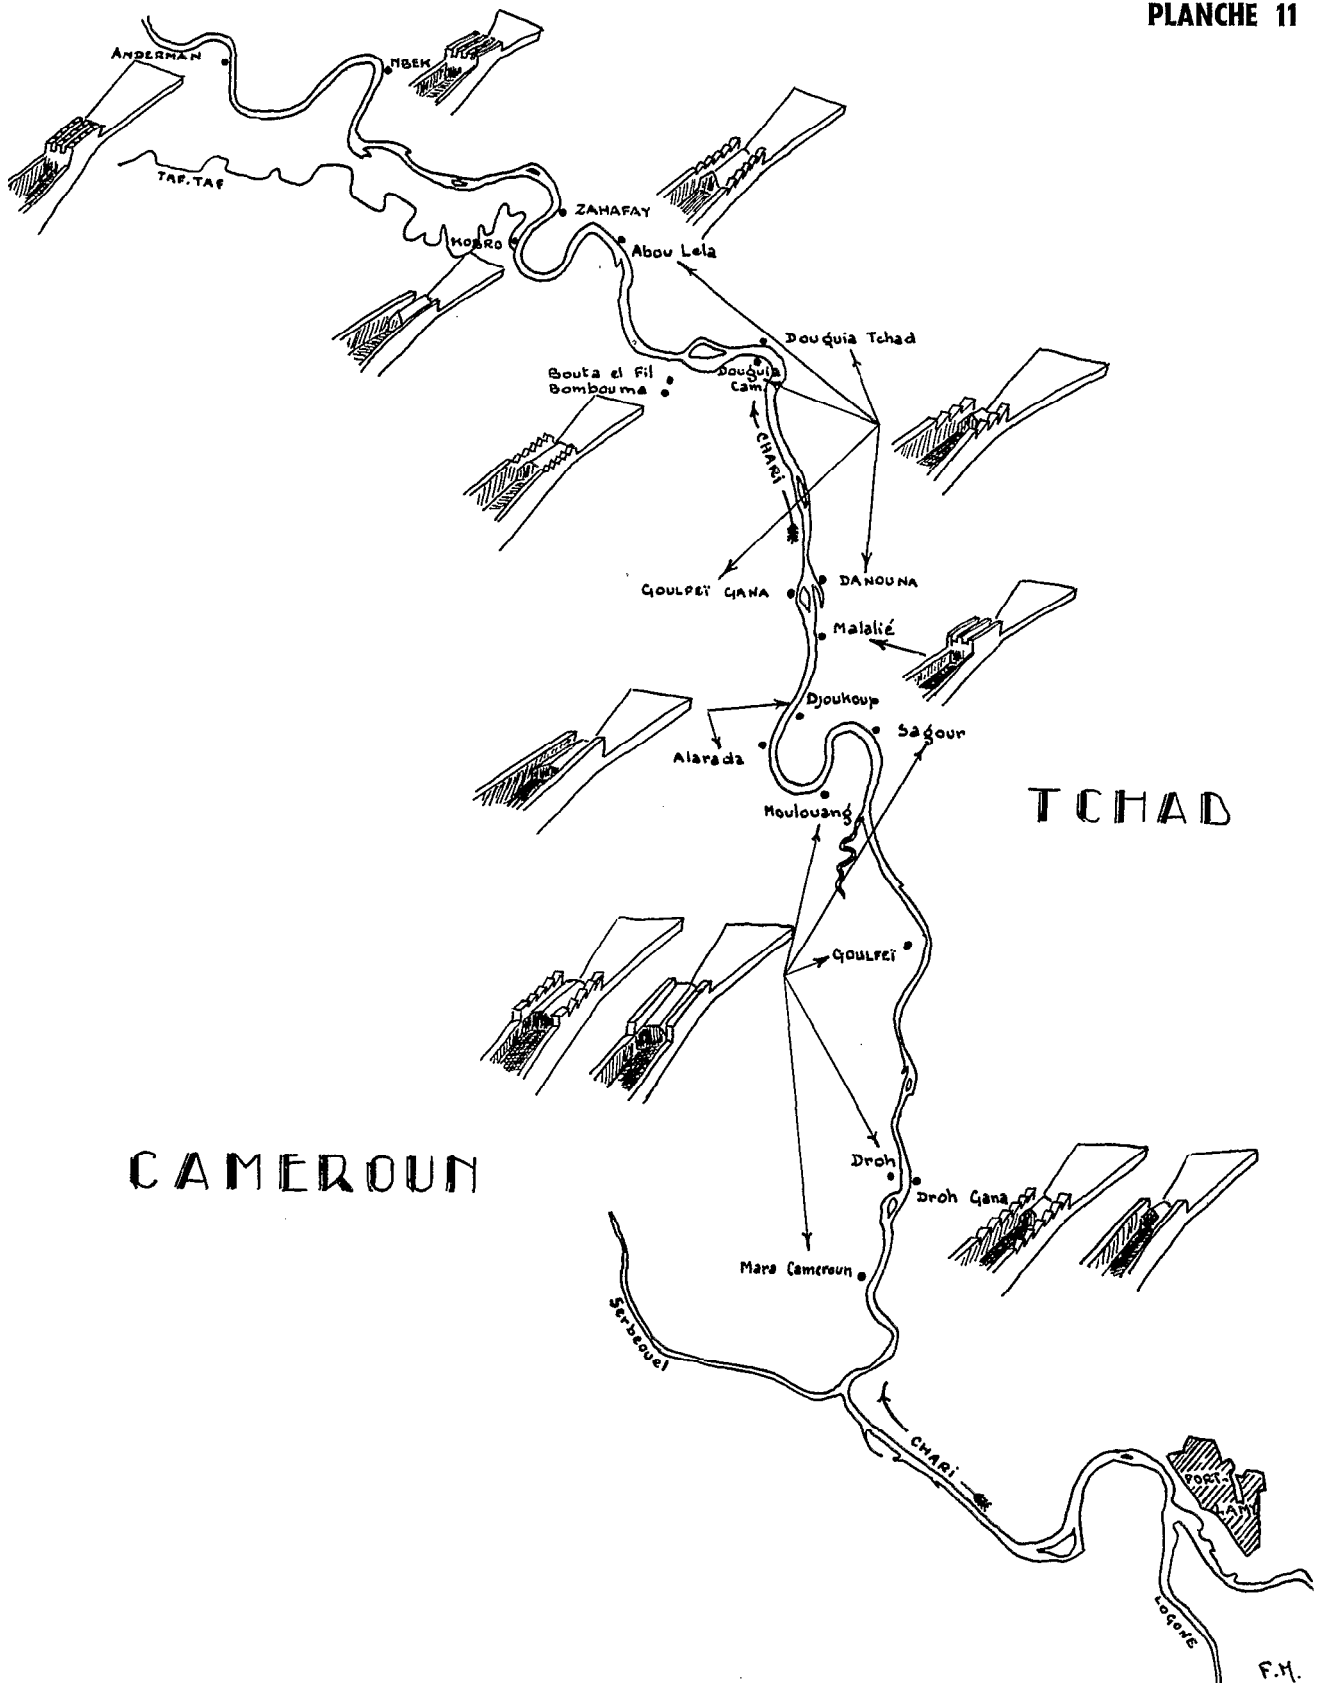 PLANCHE 11
ANDERMAN
MBEK
TAF.TAF
ZAHAFAY
KOBRO
Abou Lela
Douguia Tchad
Bouta el Fil
Bombouma
Douguia
Cam.
CHARI
GOULFEÏ GANA
DANOUNA
Malalié
Djoukoup
Sagour
Alarada
TCHAD
Moulouang
GOULFEÏ
CAMEROUN
Droh
Droh Gana
Mara Cameroun
Serbeouel
CHARI
PORT-
LAMY
LOGONE
F.M.